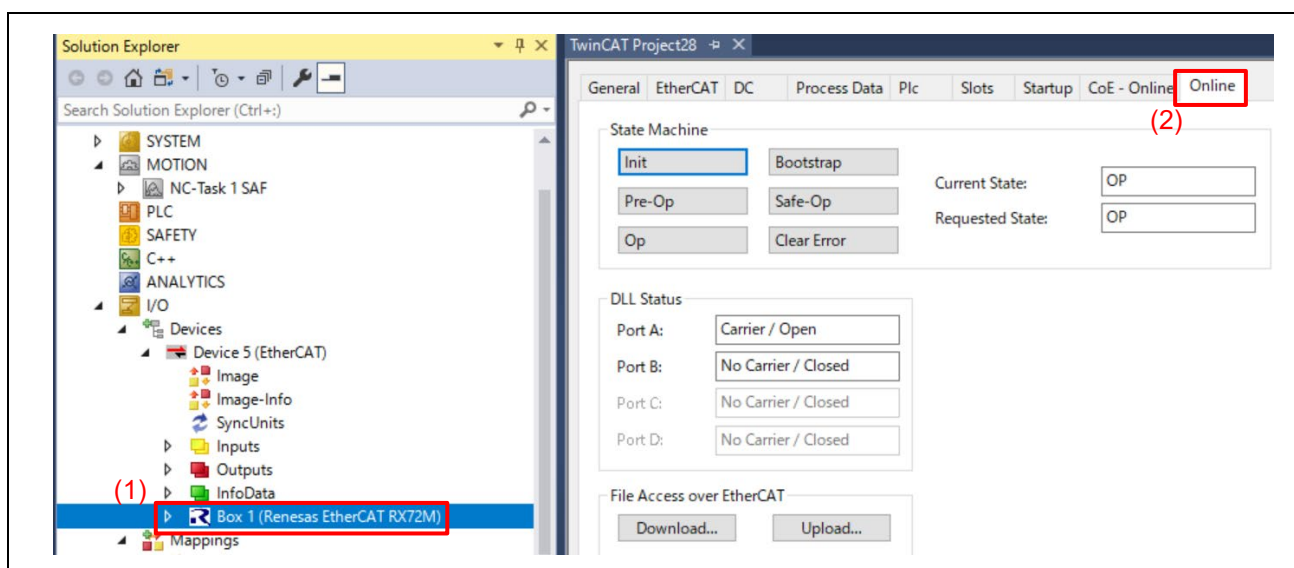 Solution Explorer
Search Solution Explorer (Ctrl+:)
SYSTEM
MOTION
NC-Task 1 SAF
PLC
SAFETY
C++
ANALYTICS
I/O
Devices
Device 5 (EtherCAT)
Image
Image-Info
SyncUnits
Inputs
Outputs
InfoData
(1)
Box 1 (Renesas EtherCAT RX72M)
Mappings
TwinCAT Project28
General EtherCAT DC Process Data Plc Slots Startup CoE - Online Online
(2)
State Machine
Init Bootstrap
Pre-Op Safe-Op
Op Clear Error
Current State: OP
Requested State: OP
DLL Status
Port A: Carrier / Open
Port B: No Carrier / Closed
Port C: No Carrier / Closed
Port D: No Carrier / Closed
File Access over EtherCAT
Download... Upload...